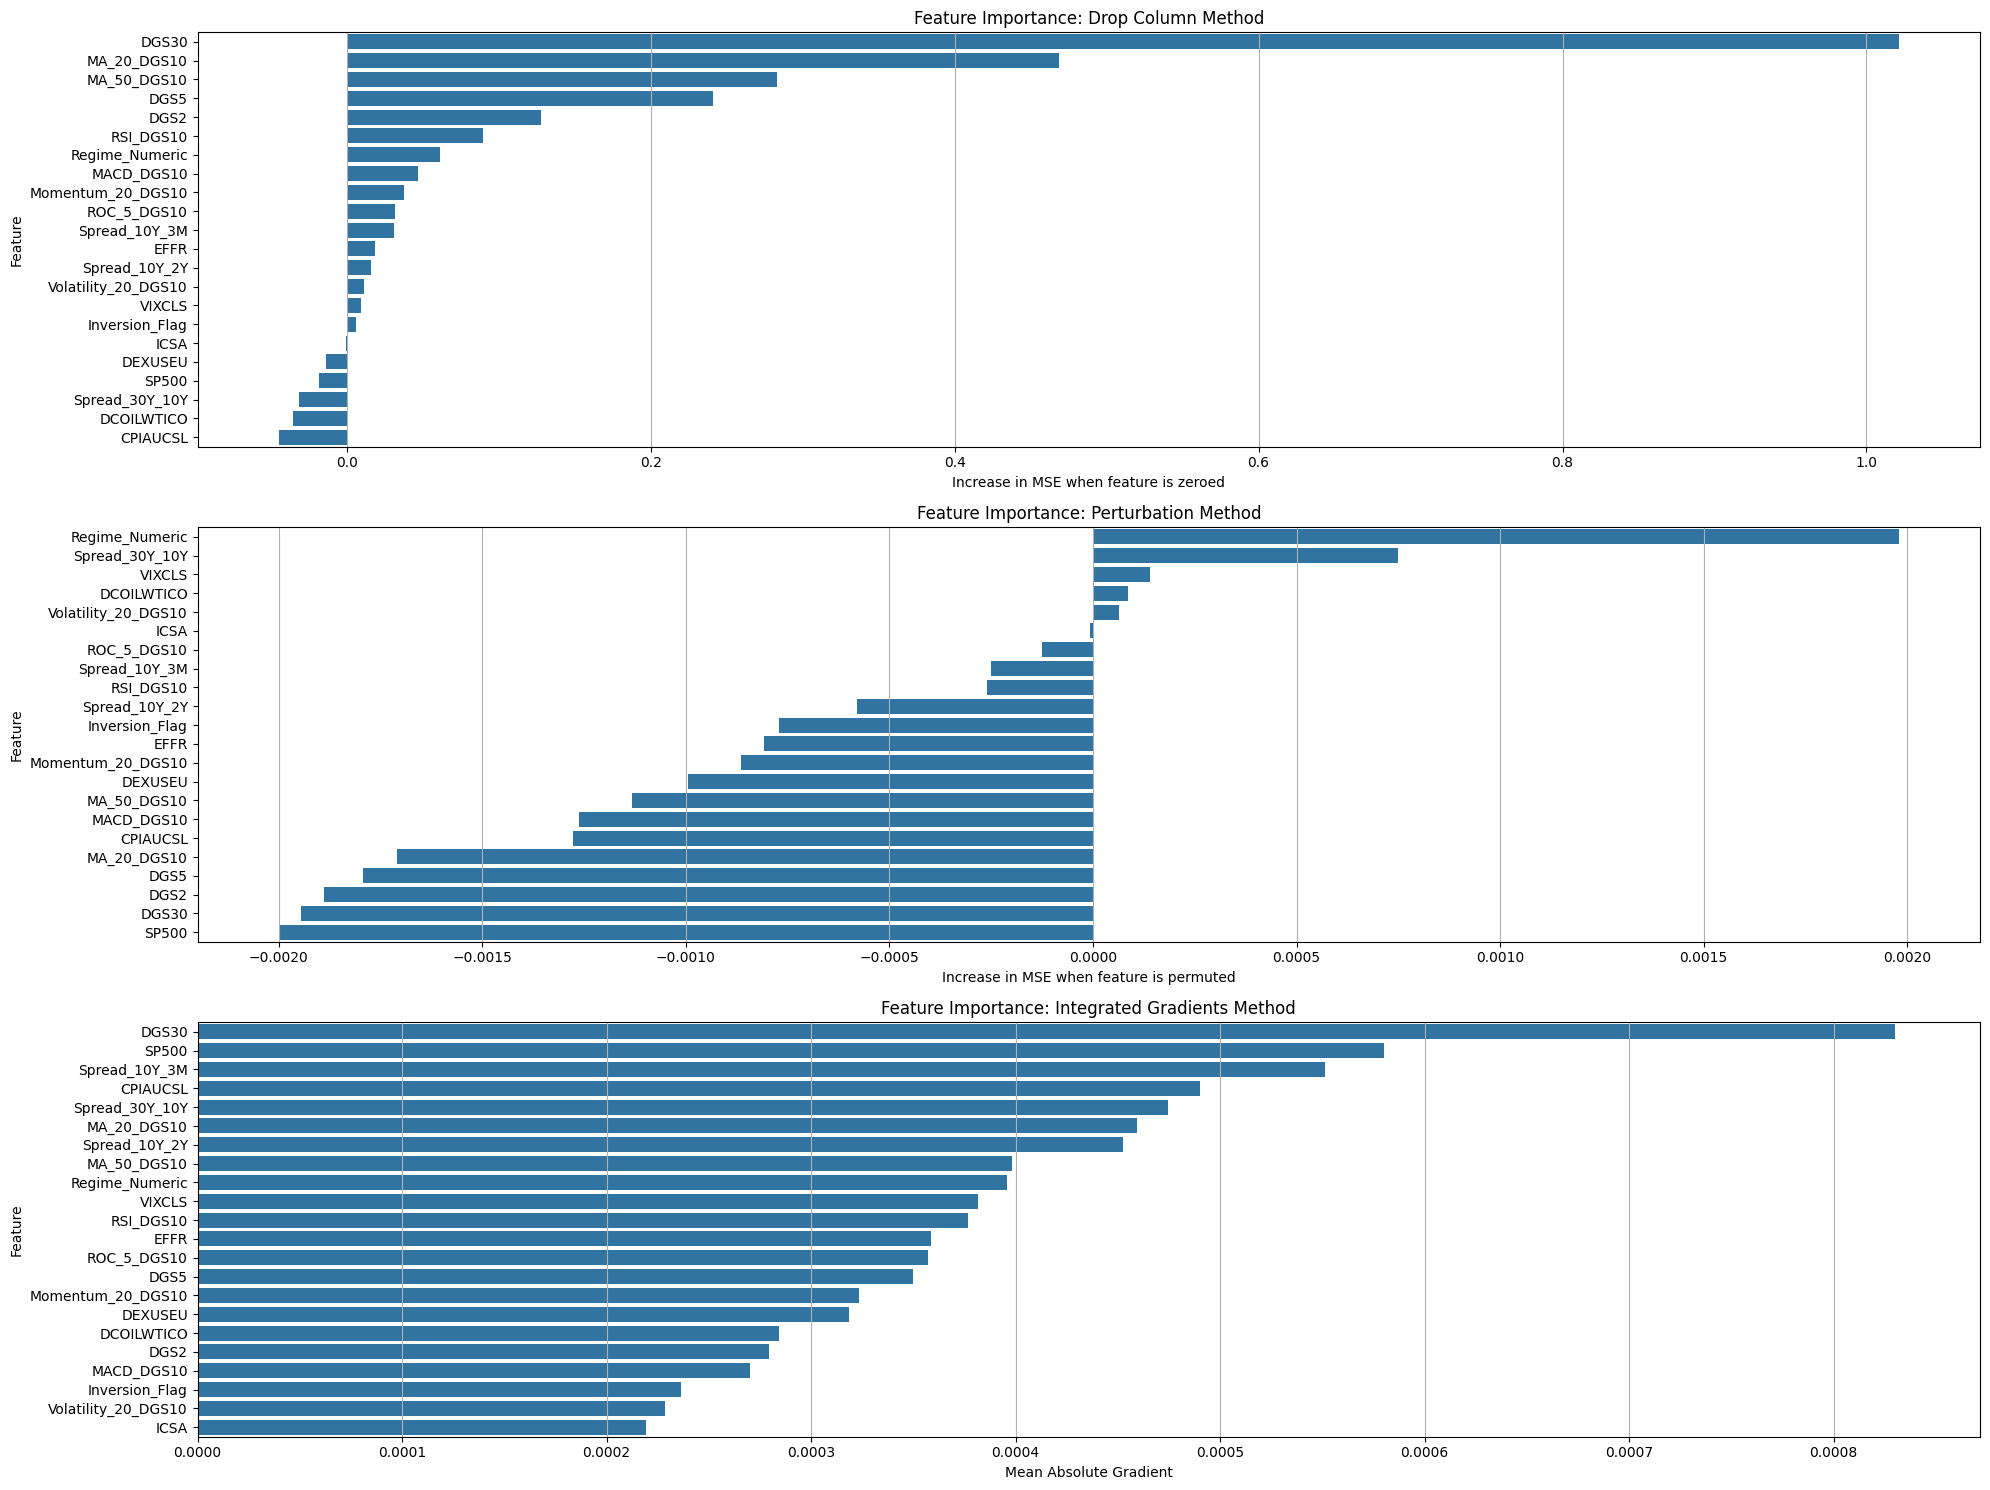 Feature Importance: Drop Column Method
Feature
DGS30
MA_20_DGS10
MA_50_DGS10
DGS5
DGS2
RSI_DGS10
Regime_Numeric
MACD_DGS10
Momentum_20_DGS10
ROC_5_DGS10
Spread_10Y_3M
EFFR
Spread_10Y_2Y
Volatility_20_DGS10
VIXCLS
Inversion_Flag
ICSA
DEXUSEU
SP500
Spread_30Y_10Y
DCOILWTICO
CPIAUCSL
0.0 0.2 0.4 0.6 0.8 1.0
Increase in MSE when feature is zeroed
Feature Importance: Perturbation Method
Feature
Regime_Numeric
Spread_30Y_10Y
VIXCLS
DCOILWTICO
Volatility_20_DGS10
ICSA
ROC_5_DGS10
Spread_10Y_3M
RSI_DGS10
Spread_10Y_2Y
Inversion_Flag
EFFR
Momentum_20_DGS10
DEXUSEU
MA_50_DGS10
MACD_DGS10
CPIAUCSL
MA_20_DGS10
DGS5
DGS2
DGS30
SP500
−0.0020 −0.0015 −0.0010 −0.0005 0.0000 0.0005 0.0010 0.0015 0.0020
Increase in MSE when feature is permuted
Feature Importance: Integrated Gradients Method
Feature
DGS30
SP500
Spread_10Y_3M
CPIAUCSL
Spread_30Y_10Y
MA_20_DGS10
Spread_10Y_2Y
MA_50_DGS10
Regime_Numeric
VIXCLS
RSI_DGS10
EFFR
ROC_5_DGS10
DGS5
Momentum_20_DGS10
DEXUSEU
DCOILWTICO
DGS2
MACD_DGS10
Inversion_Flag
Volatility_20_DGS10
ICSA
0.0000 0.0001 0.0002 0.0003 0.0004 0.0005 0.0006 0.0007 0.0008
Mean Absolute Gradient